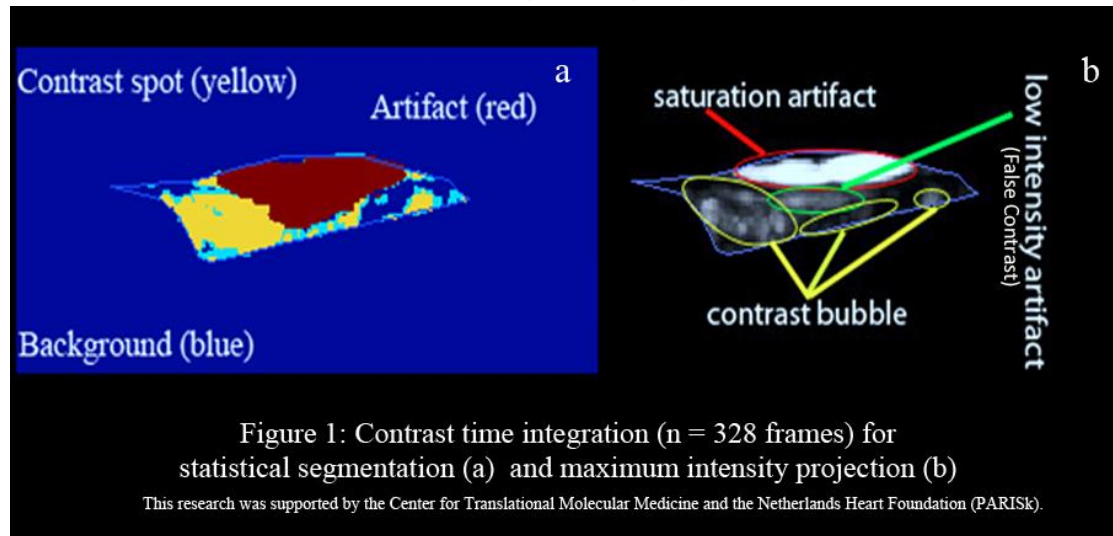 a
Contrast spot (yellow)
Artifact (red)
Background (blue)
b
saturation artifact
low intensity artifact
(False Contrast)
contrast bubble
Figure 1: Contrast time integration (n = 328 frames) for
statistical segmentation (a) and maximum intensity projection (b)
This research was supported by the Center for Translational Molecular Medicine and the Netherlands Heart Foundation (PARISk).